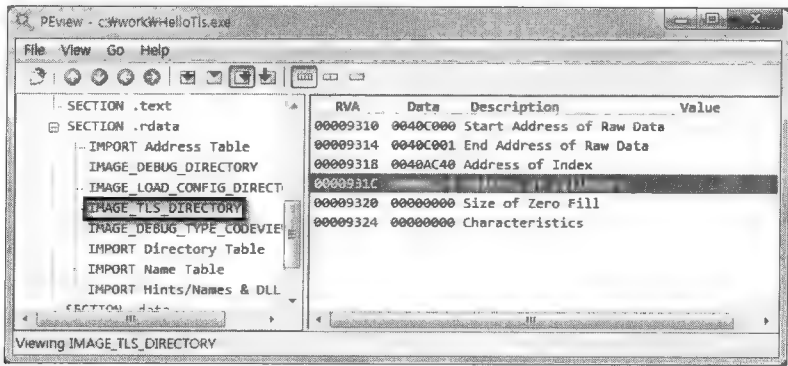 PEview - c:₩work₩HelloTls.exe
File View Go Help
SECTION .text
SECTION .rdata
IMPORT Address Table
IMAGE_DEBUG_DIRECTORY
IMAGE_LOAD_CONFIG_DIRECT
IMAGE_TLS_DIRECTORY
IMAGE_DEBUG_TYPE_CODEVIE
IMPORT Directory Table
IMPORT Name Table
IMPORT Hints/Names & DLL
SECTION .data
RVA Data Description Value
00009310 0040C000 Start Address of Raw Data
00009314 0040C001 End Address of Raw Data
00009318 0040AC40 Address of Index
0000931C
00009320 00000000 Size of Zero Fill
00009324 00000000 Characteristics
Viewing IMAGE_TLS_DIRECTORY